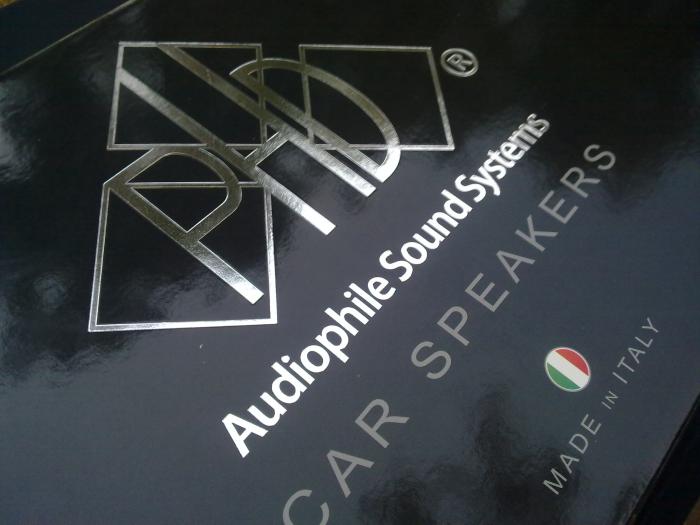 PHD®
Audiophile Sound Systems
CAR SPEAKERS
MADE IN ITALY